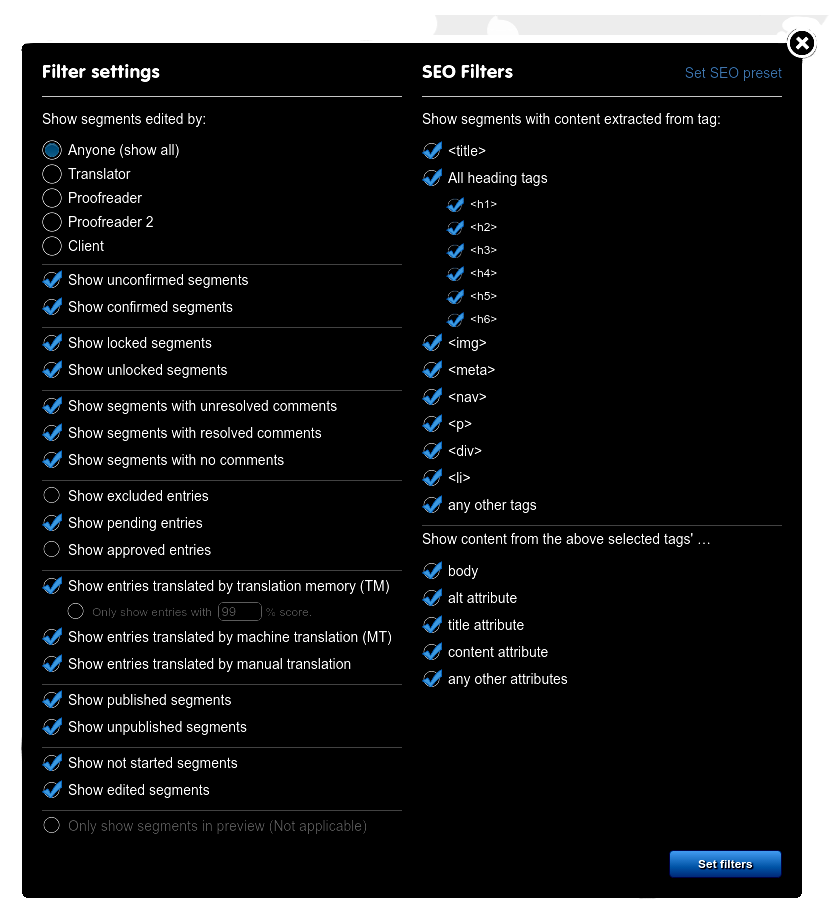 Filter settings
Show segments edited by:
Anyone (show all)
Translator
Proofreader
Proofreader 2
Client
Show unconfirmed segments
Show confirmed segments
Show locked segments
Show unlocked segments
Show segments with unresolved comments
Show segments with resolved comments
Show segments with no comments
Show excluded entries
Show pending entries
Show approved entries
Show entries translated by translation memory (TM)
Only show entries with 99 % score.
Show entries translated by machine translation (MT)
Show entries translated by manual translation
Show published segments
Show unpublished segments
Show not started segments
Show edited segments
Only show segments in preview (Not applicable)
SEO Filters
Set SEO preset
Show segments with content extracted from tag:
<title>
All heading tags
<h1>
<h2>
<h3>
<h4>
<h5>
<h6>
<img>
<meta>
<nav>
<p>
<div>
<li>
any other tags
Show content from the above selected tags' …
body
alt attribute
title attribute
content attribute
any other attributes
Set filters